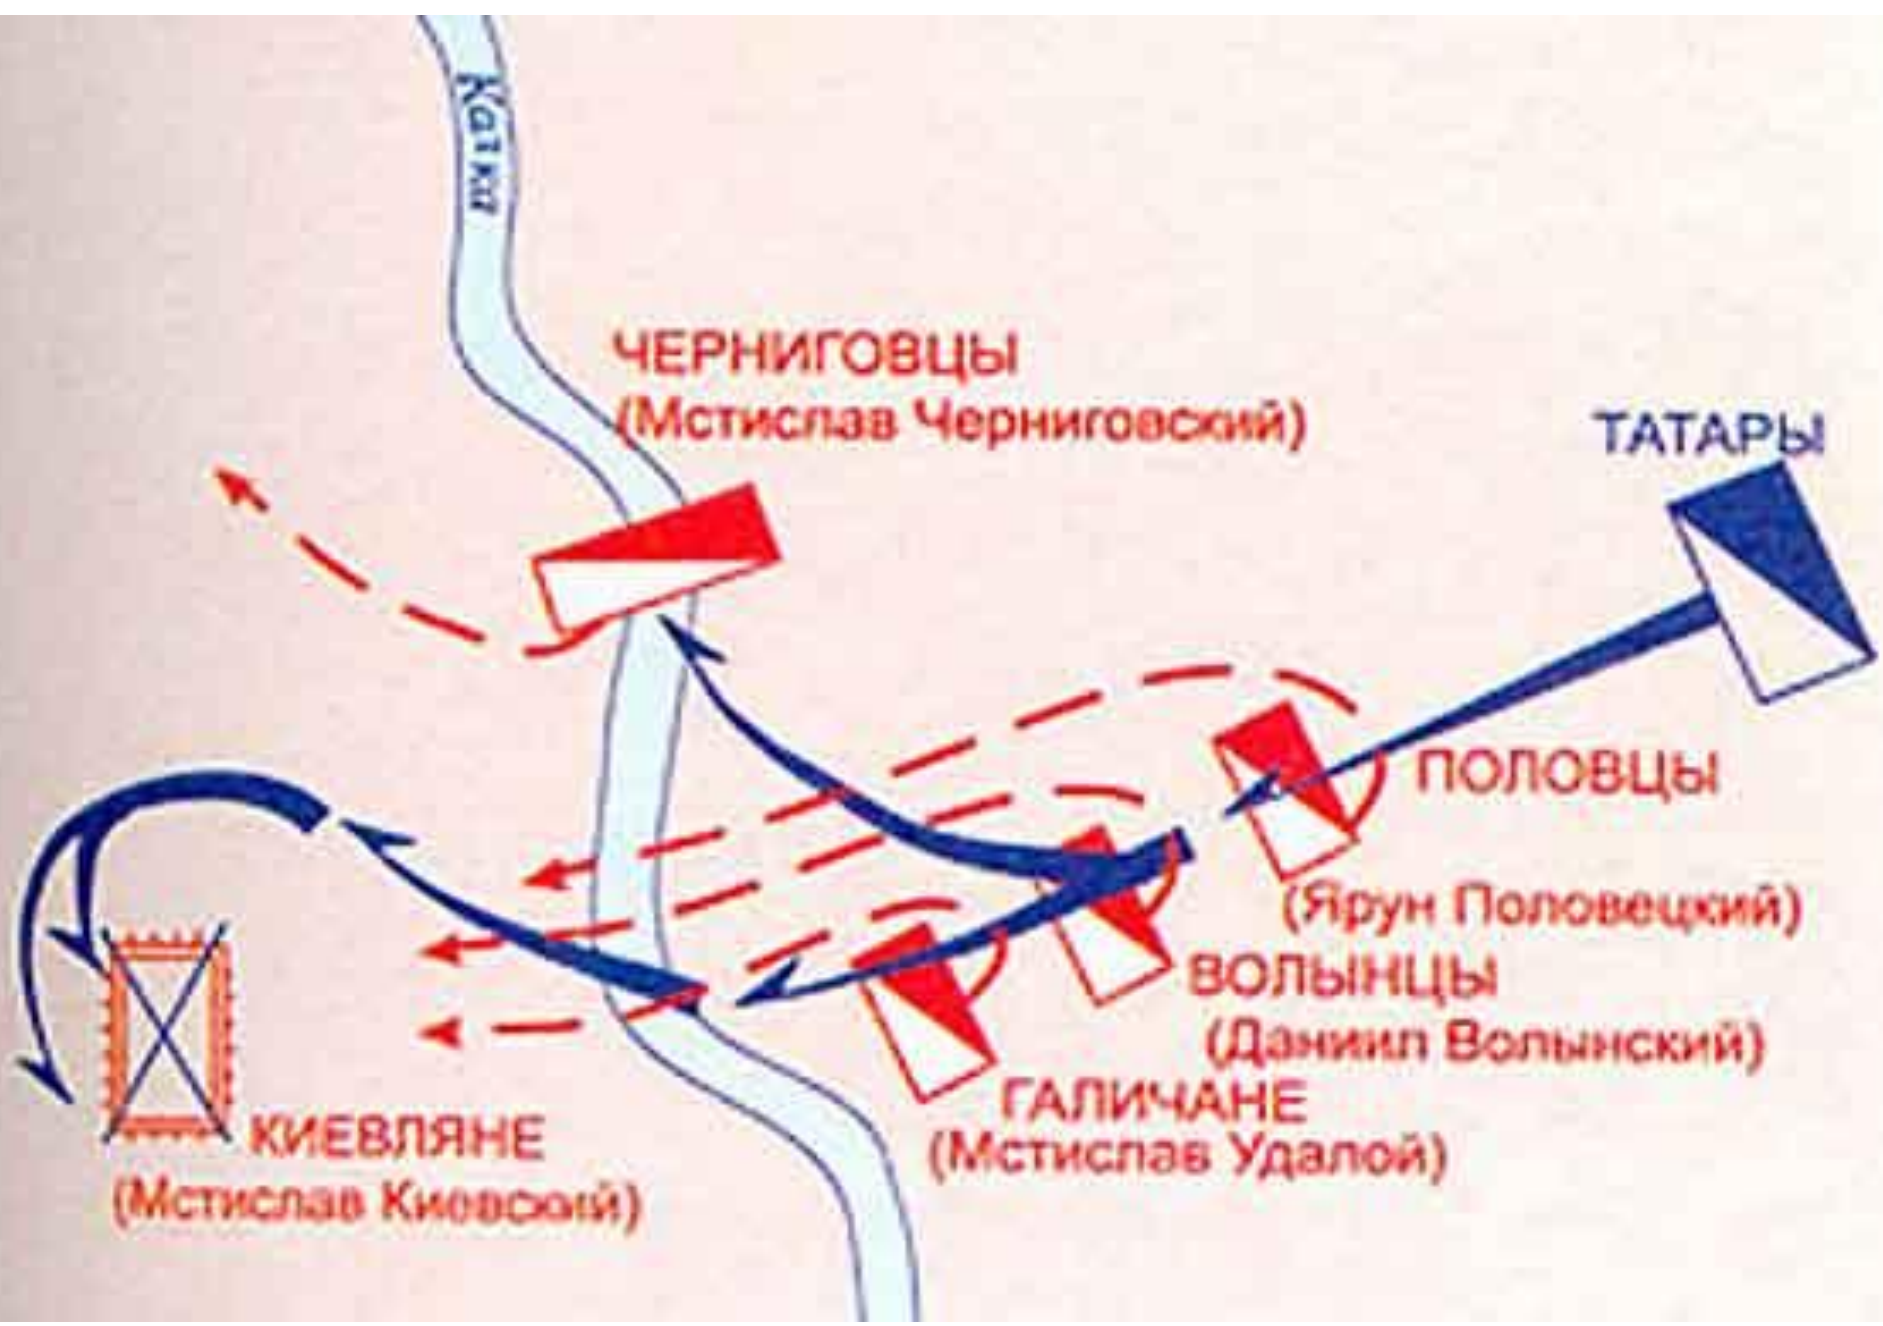 Калка
ЧЕРНИГОВЦЫ
(Мстислав Черниговский)
ТАТАРЫ
ПОЛОВЦЫ
(Ярун Половецкий)
ВОЛЫНЦЫ
(Даниил Волынский)
ГАЛИЧАНЕ
(Мстислав Удалой)
КИЕВЛЯНЕ
(Мстислав Киевский)